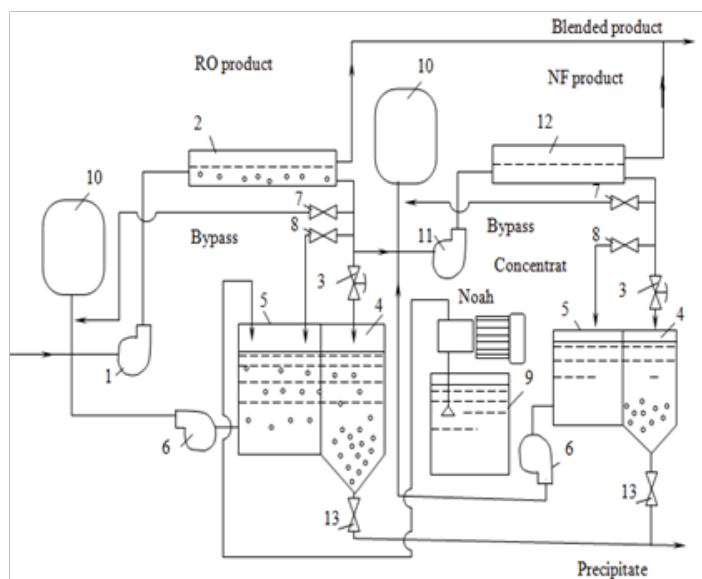 Blended product
RO product
10
NF product
2
12
10
7
7
8
Bypass
11
Bypass
8
Concentrat
3
3
5
4
Noah
5
4
1
9
6
6
13
13
Precipitate